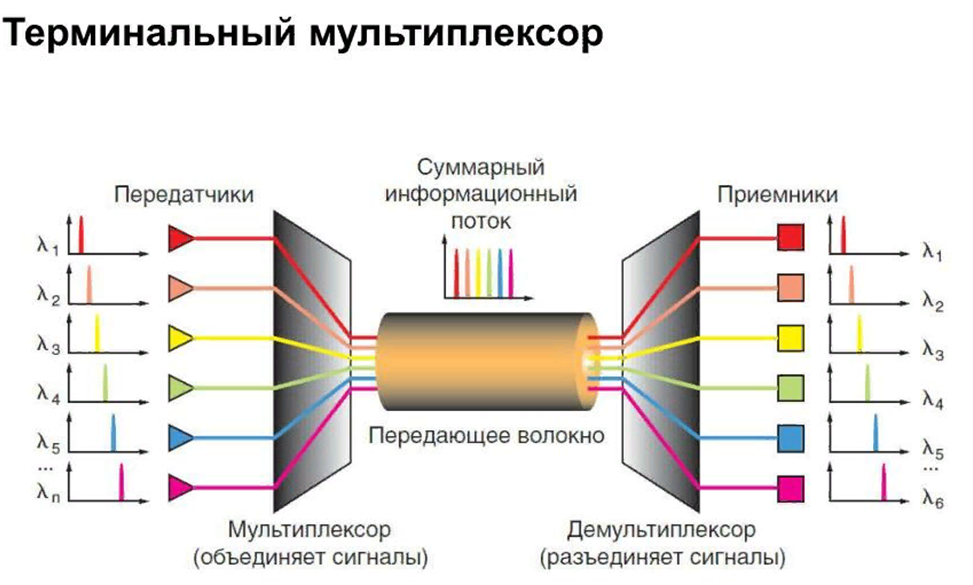 Терминальный мультиплексор
Суммарный
информационный
поток
Передатчики
Приемники
λ1
λ2
λ3
λ4
λ5
...
λn
λ1
λ2
λ3
λ4
λ5
...
λ6
Передающее волокно
Мультиплексор
(объединяет сигналы)
Демультиплексор
(разъединяет сигналы)